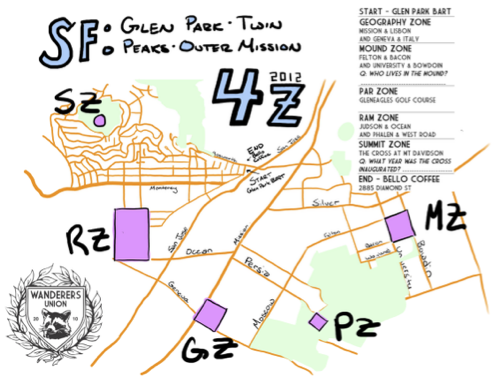 SF: GLEN PARK · TWIN
PEAKS · OUTER MISSION
2012
4Z
START - GLEN PARK BART
GEOGRAPHY ZONE
MISSION & LISBON
AND GENEVA & ITALY
MOUND ZONE
FELTON & BACON
AND UNIVERSITY & BOWDOIN
Q: WHO LIVES IN THE MOUND?
PAR ZONE
GLENEAGLES GOLF COURSE
RAM ZONE
JUDSON & OCEAN
AND PHALEN & WEST ROAD
SUMMIT ZONE
THE CROSS AT MT DAVIDSON
Q. WHAT YEAR WAS THE CROSS
INAUGURATED?
END - BELLO COFFEE
2885 DIAMOND ST
SZ
END
Bello
Coffee
San Jose
START
Glen Park BART
Monterey
Silver
MZ
RZ
San Jose
Ocean
Mission
Felton
Bacon
University
Bowdoin
Persia
Geneva
Moscow
GZ
PZ
WANDERERS
UNION
20 10